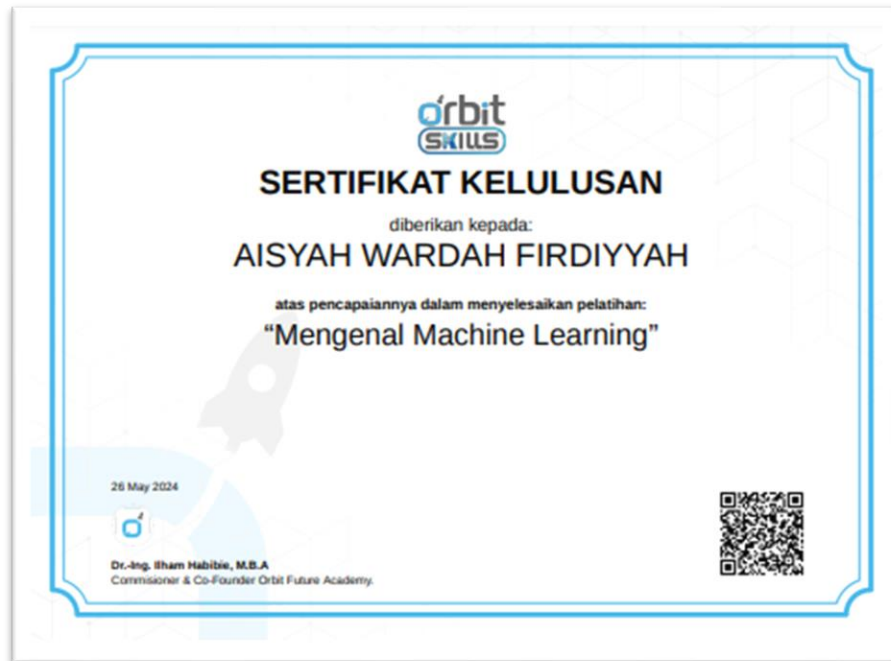 orbit
SKILLS
SERTIFIKAT KELULUSAN
diberikan kepada:
AISYAH WARDAH FIRDIYYAH
atas pencapaiannya dalam menyelesaikan pelatihan:
“Mengenal Machine Learning”
26 May 2024
Dr.-Ing. Ilham Habibie, M.B.A
Commisioner & Co-Founder Orbit Future Academy.